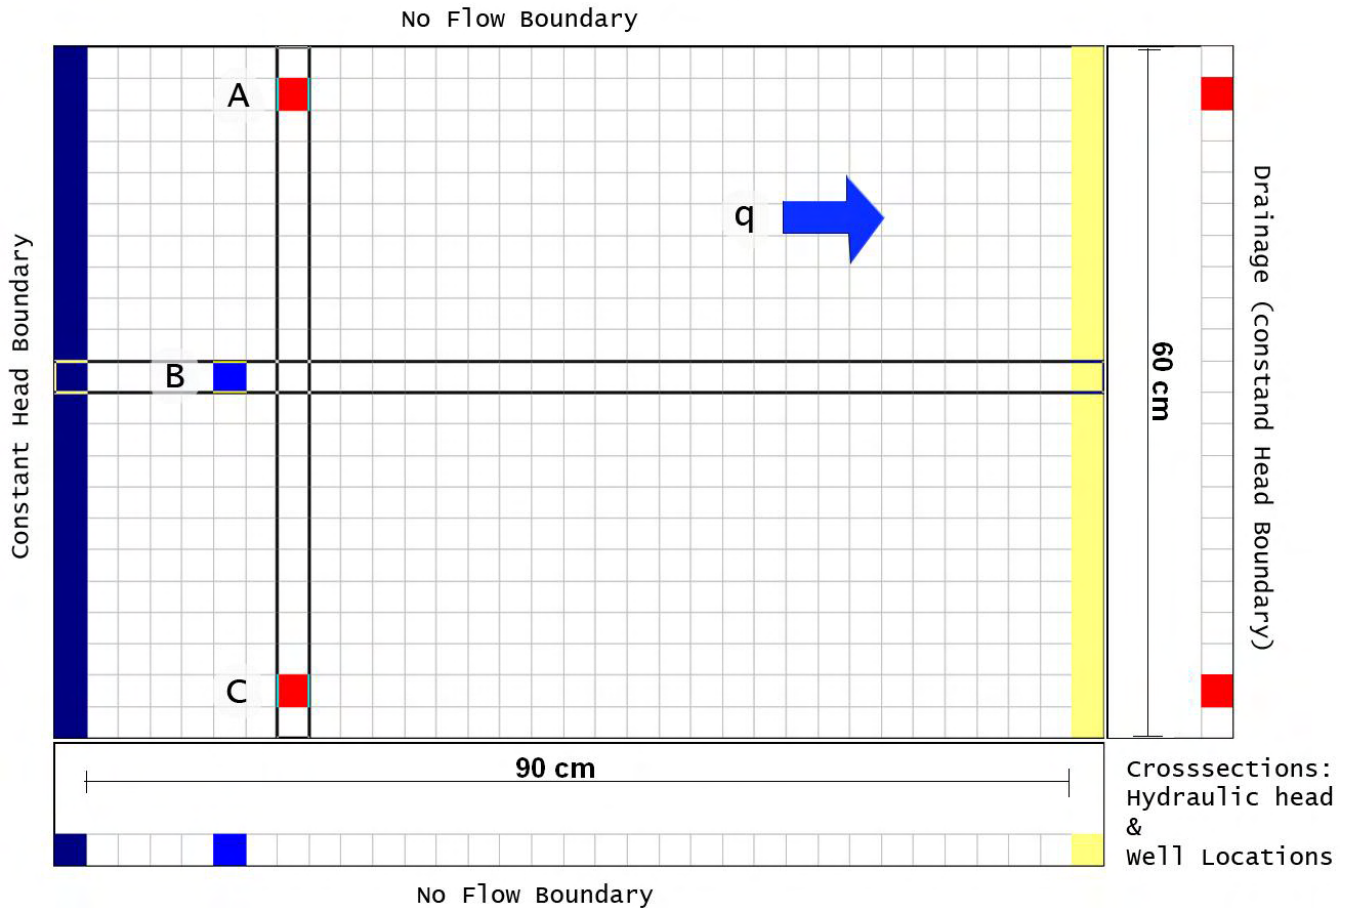 No Flow Boundary
A
q
Constant Head Boundary
B
60 cm
Drainage (constand Head Boundary)
C
90 cm
Crosssections:
Hydraulic head
&
Well Locations
No Flow Boundary